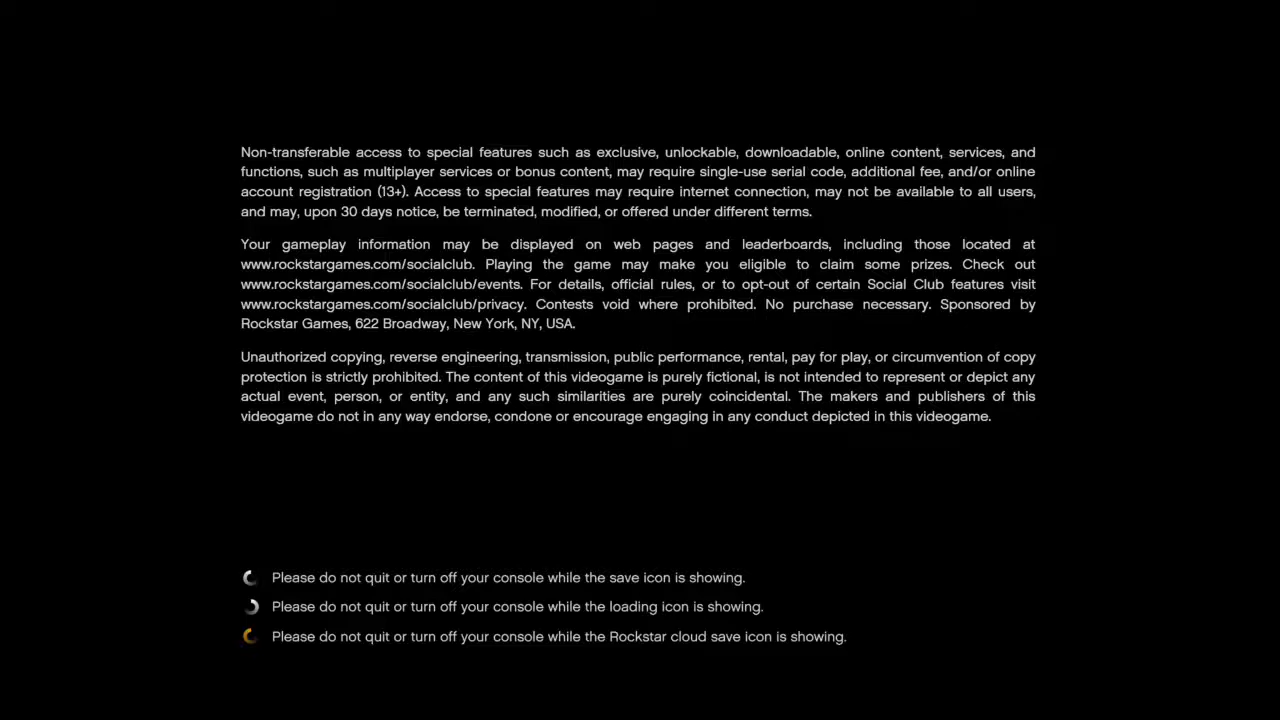 Non-transferable access to special features such as exclusive, unlockable, downloadable, online content, services, and
functions, such as multiplayer services or bonus content, may require single-use serial code, additional fee, and/or online
account registration (13+). Access to special features may require internet connection, may not be available to all users,
and may, upon 30 days notice, be terminated, modified, or offered under different terms.
Your gameplay information may be displayed on web pages and leaderboards, including those located at
www.rockstargames.com/socialclub. Playing the game may make you eligible to claim some prizes. Check out
www.rockstargames.com/socialclub/events. For details, official rules, or to opt-out of certain Social Club features visit
www.rockstargames.com/socialclub/privacy. Contests void where prohibited. No purchase necessary. Sponsored by
Rockstar Games, 622 Broadway, New York, NY, USA.
Unauthorized copying, reverse engineering, transmission, public performance, rental, pay for play, or circumvention of copy
protection is strictly prohibited. The content of this videogame is purely fictional, is not intended to represent or depict any
actual event, person, or entity, and any such similarities are purely coincidental. The makers and publishers of this
videogame do not in any way endorse, condone or encourage engaging in any conduct depicted in this videogame.
Please do not quit or turn off your console while the save icon is showing.
Please do not quit or turn off your console while the loading icon is showing.
Please do not quit or turn off your console while the Rockstar cloud save icon is showing.